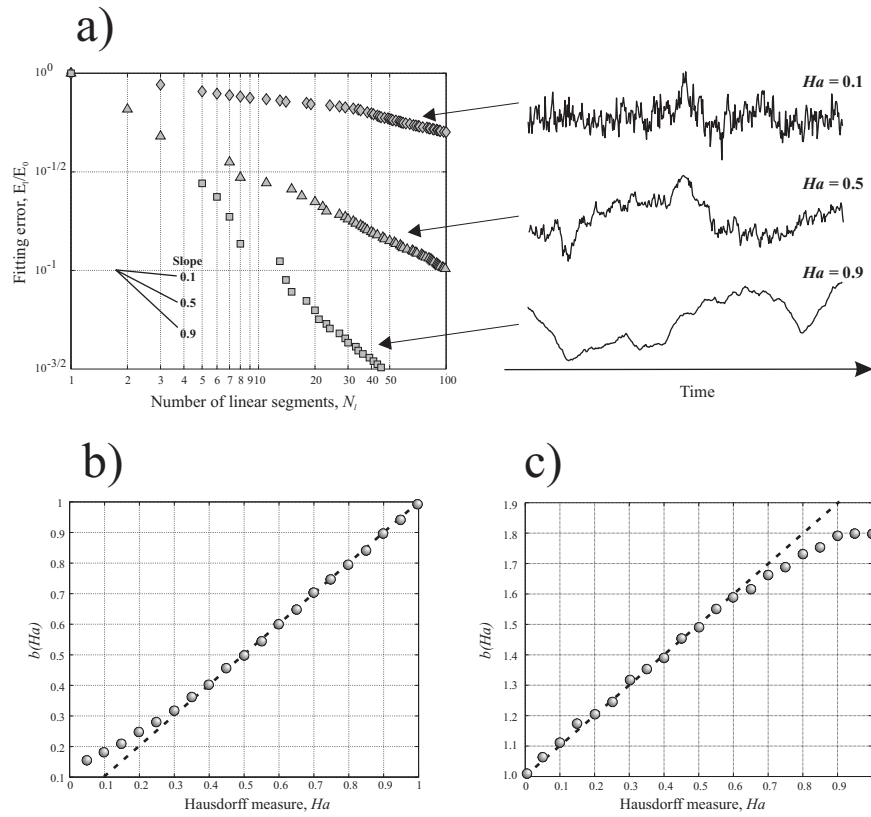 a)
10^0
10^-1/2
10^-1
10^-3/2
Fitting error, E_l/E_0
Slope
0.1
0.5
0.9
1 2 3 4 5 6 7 8 9 10 20 30 40 50 100
Number of linear segments, N_l
Ha = 0.1
Ha = 0.5
Ha = 0.9
Time
b)
1
0.9
0.8
0.7
0.6
0.5
0.4
0.3
0.2
0.1
b(Ha)
0 0.1 0.2 0.3 0.4 0.5 0.6 0.7 0.8 0.9 1
Hausdorff measure, Ha
c)
1.9
1.8
1.7
1.6
1.5
1.4
1.3
1.2
1.1
1.0
b(Ha)
0 0.1 0.2 0.3 0.4 0.5 0.6 0.7 0.8 0.9
Hausdorff measure, Ha